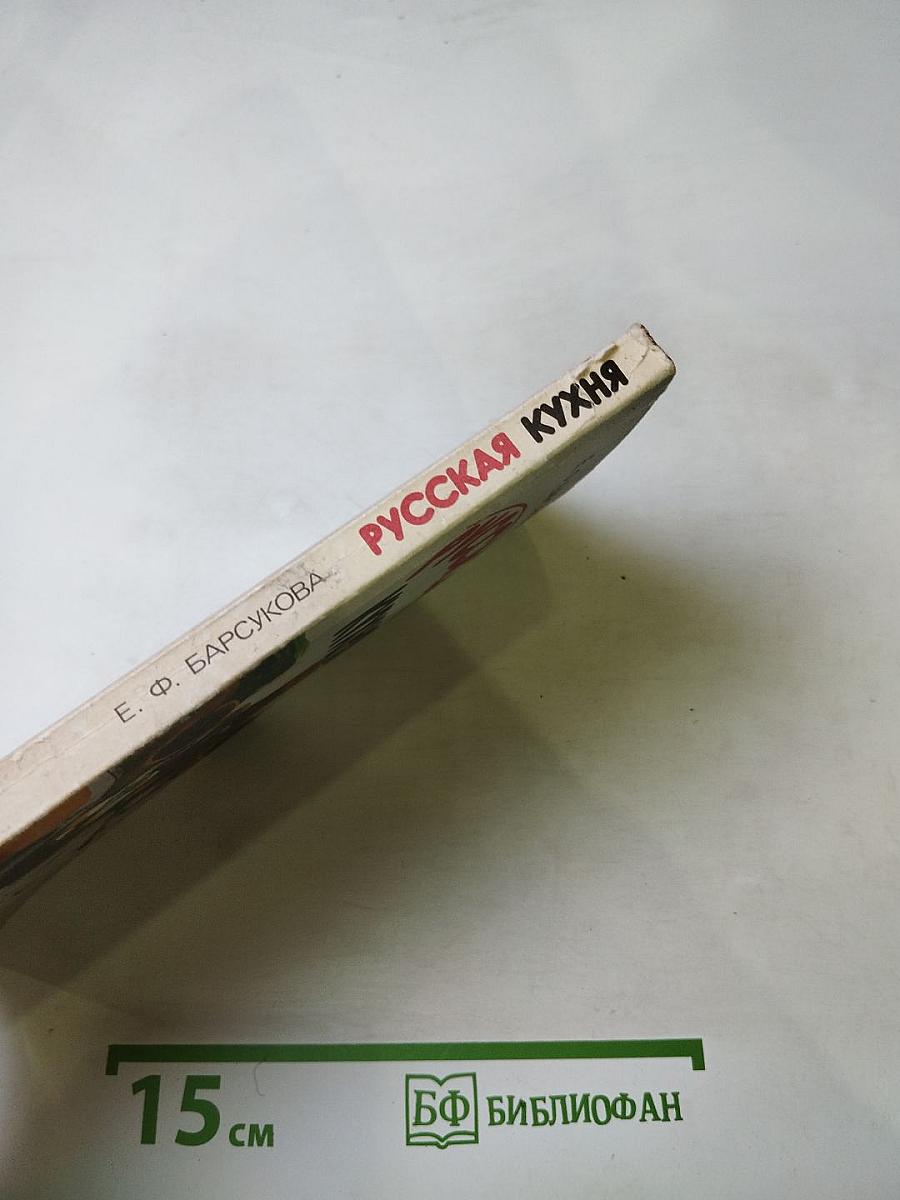 Е. Ф. БАРСУКОВА РУССКАЯ КУХНЯ
15 см
БФ БИБЛИОФАН